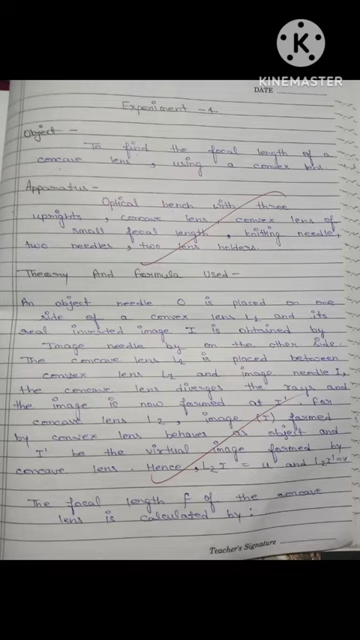 K
KINEMASTER
DATE
Experiment - 1
Object -
To find the focal length of a
concave lens, using a convex lens.
Apparatus -
Optical bench with three
uprights, concave lens, convex lens of
small focal length, knitting needle,
two needles, two lens holders.
Theory And Formula Used -
An object needle O is placed on one
side of a convex lens L1 and its
real inverted image I is obtained by
Image needle by on the other side.
The concave lens L2 is placed between
convex lens L2 and image needle I,
the concave lens diverges the rays and
the image is now formed at I'. For
concave lens L2, image (I) formed
by convex lens behaves as object and
I' be the virtual image formed by
concave lens. Hence, L2I = u and L2I' = v
The focal length f of the concave
lens is calculated by :
Teacher's Signature